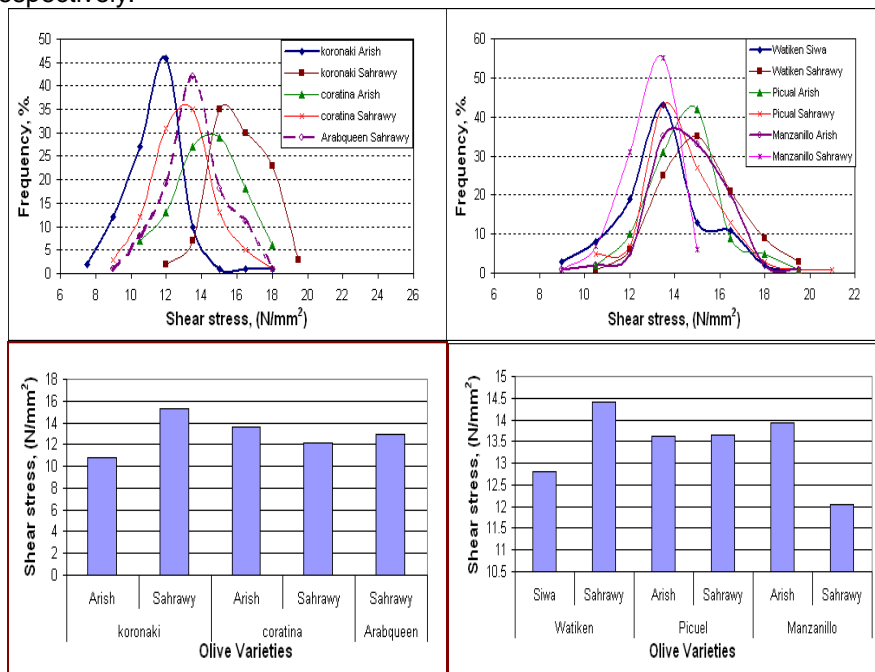 espectively.
50
45
40
35
30
25
20
15
10
5
0
Frequency, %.
6 8 10 12 14 16 18 20 22 24 26
Shear stress, (N/mm²)
koronaki Arish
koronaki Sahrawy
coratina Arish
coratina Sahrawy
Arabqueen Sahrawy
60
50
40
30
20
10
0
Frequency, %.
6 8 10 12 14 16 18 20 22
Shear stress, (N/mm²)
Watiken Siwa
Watiken Sahrawy
Picual Arish
Picual Sahrawy
Manzanillo Arish
Manzanillo Sahrawy
18
16
14
12
10
8
6
4
2
0
Shear stress, (N/mm²)
Arish Sahrawy Arish Sahrawy Sahrawy
koronaki coratina Arabqueen
Olive Varieties
15
14.5
14
13.5
13
12.5
12
11.5
11
10.5
Shear stress, (N/mm²)
Siwa Sahrawy Arish Sahrawy Arish Sahrawy
Watiken Picuel Manzanillo
Olive Varieties